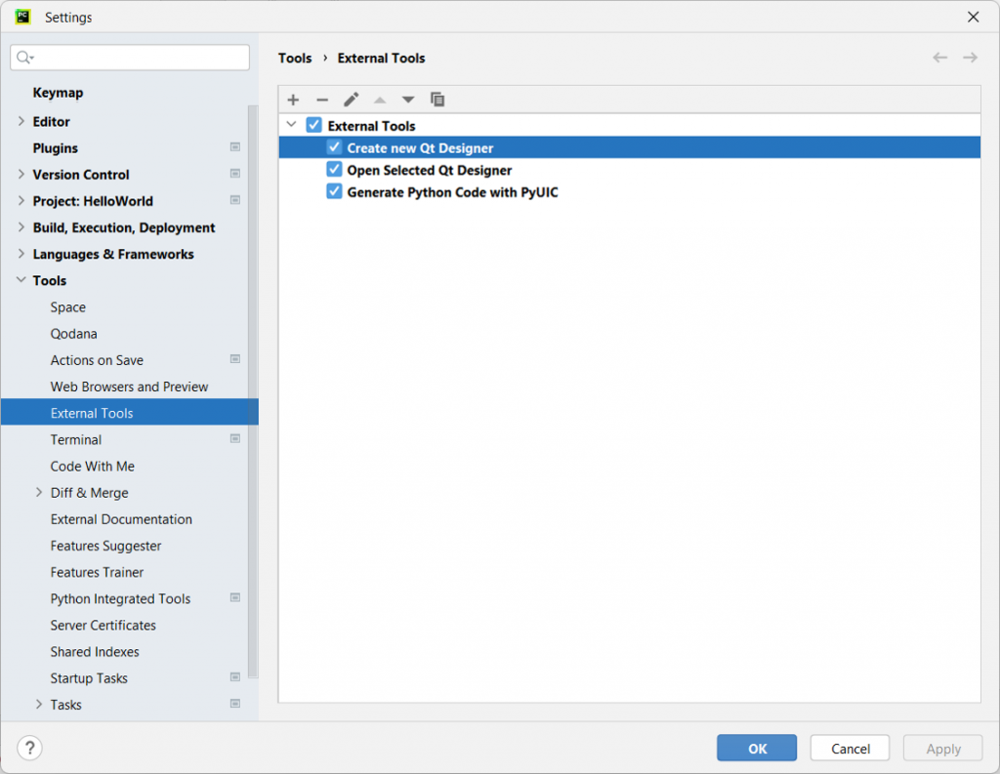 PC
Settings
Tools › External Tools
Keymap
Editor
Plugins
Version Control
Project: HelloWorld
Build, Execution, Deployment
Languages & Frameworks
Tools
Space
Qodana
Actions on Save
Web Browsers and Preview
External Tools
Terminal
Code With Me
Diff & Merge
External Documentation
Features Suggester
Features Trainer
Python Integrated Tools
Server Certificates
Shared Indexes
Startup Tasks
Tasks
External Tools
Create new Qt Designer
Open Selected Qt Designer
Generate Python Code with PyUIC
?
OK
Cancel
Apply